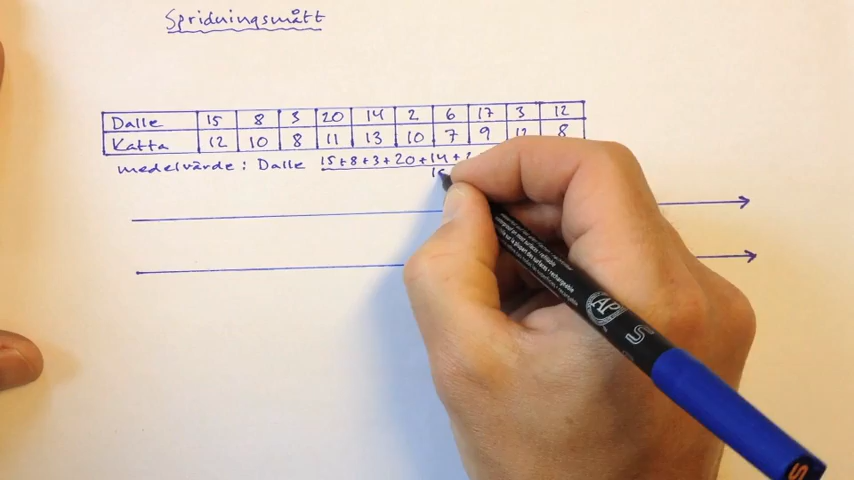 Spridningsmått
Dalle 15 8 3 20 14 2 6 17 3 12
Katta 12 10 8 11 13 10 7 9 12 8
medelvärde : Dalle 15+8+3+20+14+
AP
S
S